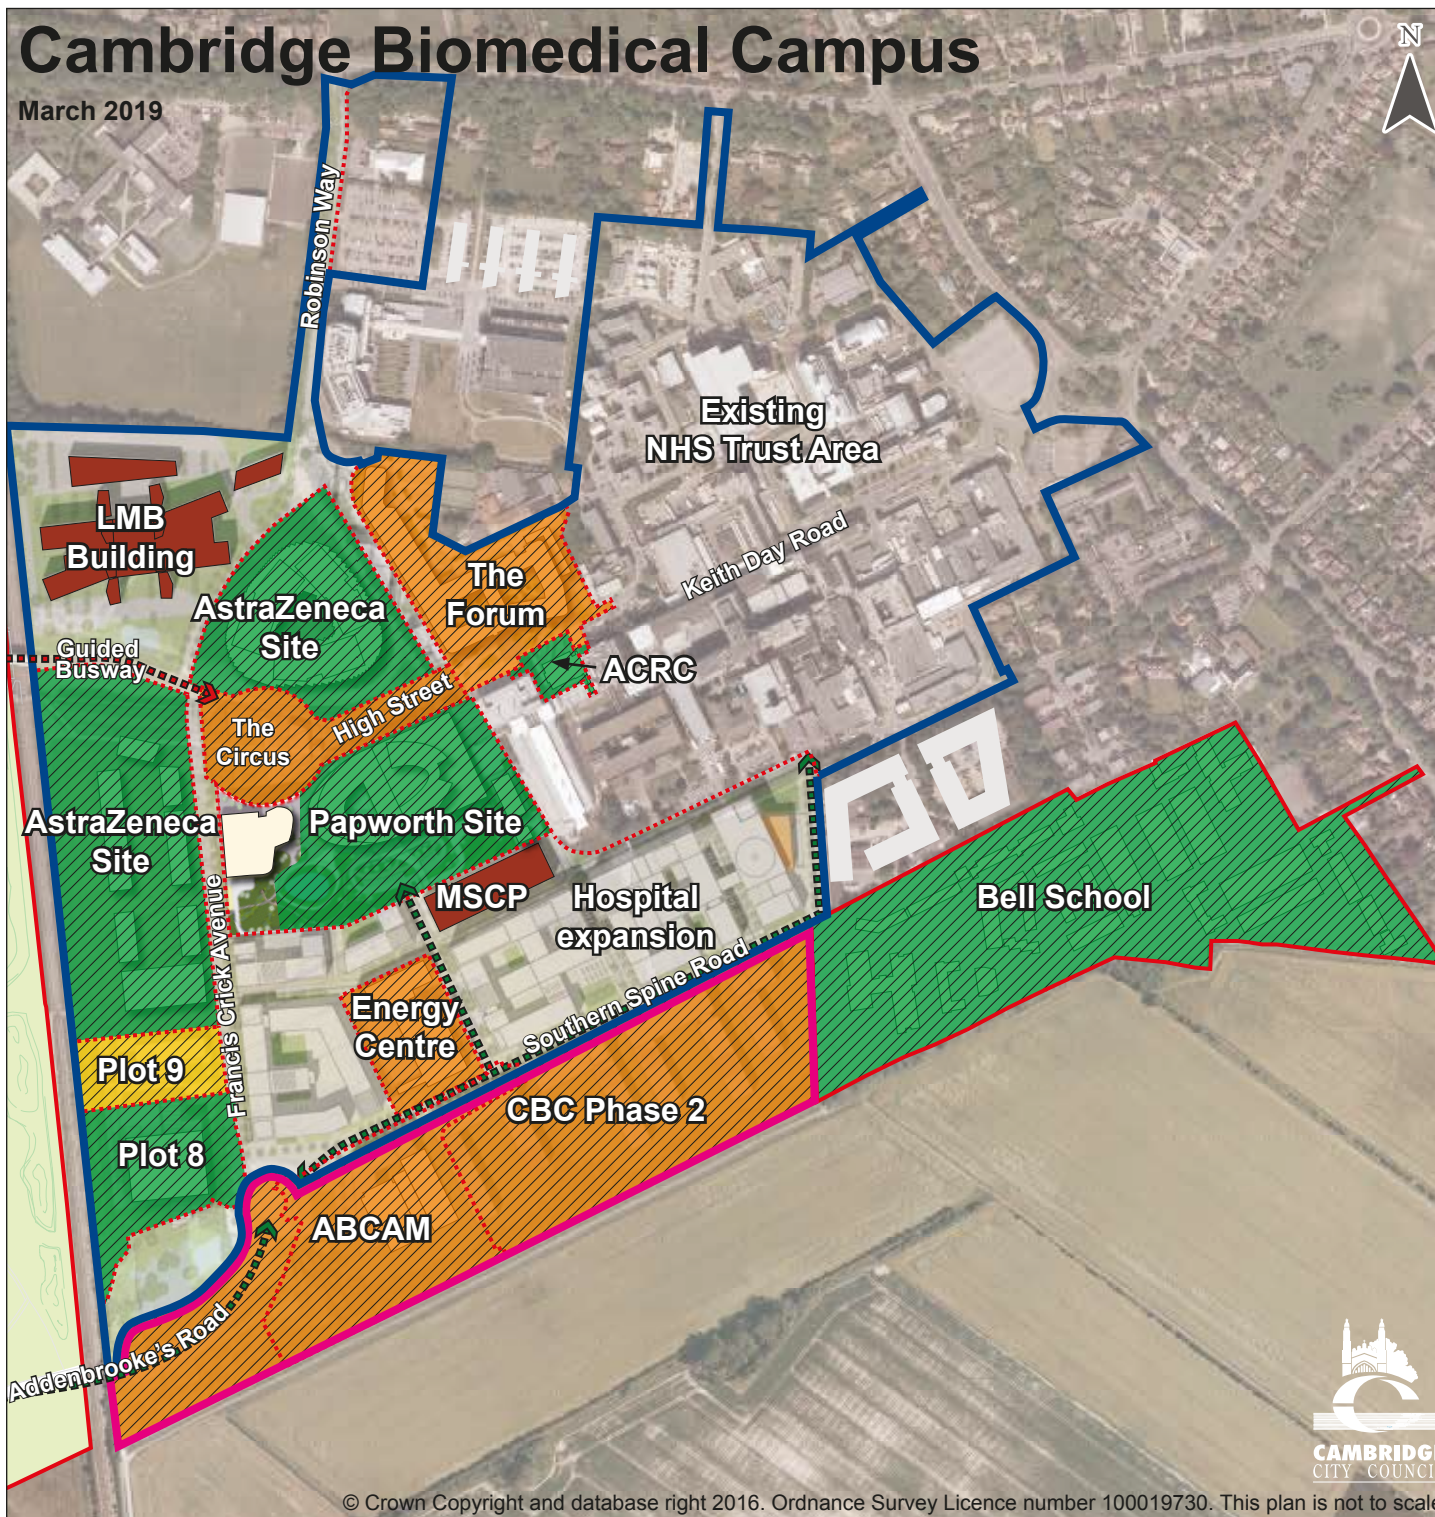 Cambridge Biomedical Campus
March 2019
N
Robinson Way
Existing
NHS Trust Area
Keith Day Road
LMB
Building
The
Forum
AstraZeneca
Site
Guided
Busway
ACRC
High Street
The
Circus
AstraZeneca
Site
Papworth Site
MSCP
Hospital
expansion
Bell School
Francis Crick Avenue
Southern Spine Road
Energy
Centre
Plot 9
CBC Phase 2
Plot 8
ABCAM
Addenbrooke's Road
CAMBRIDGE
CITY COUNCI
© Crown Copyright and database right 2016. Ordnance Survey Licence number 100019730. This plan is not to scale